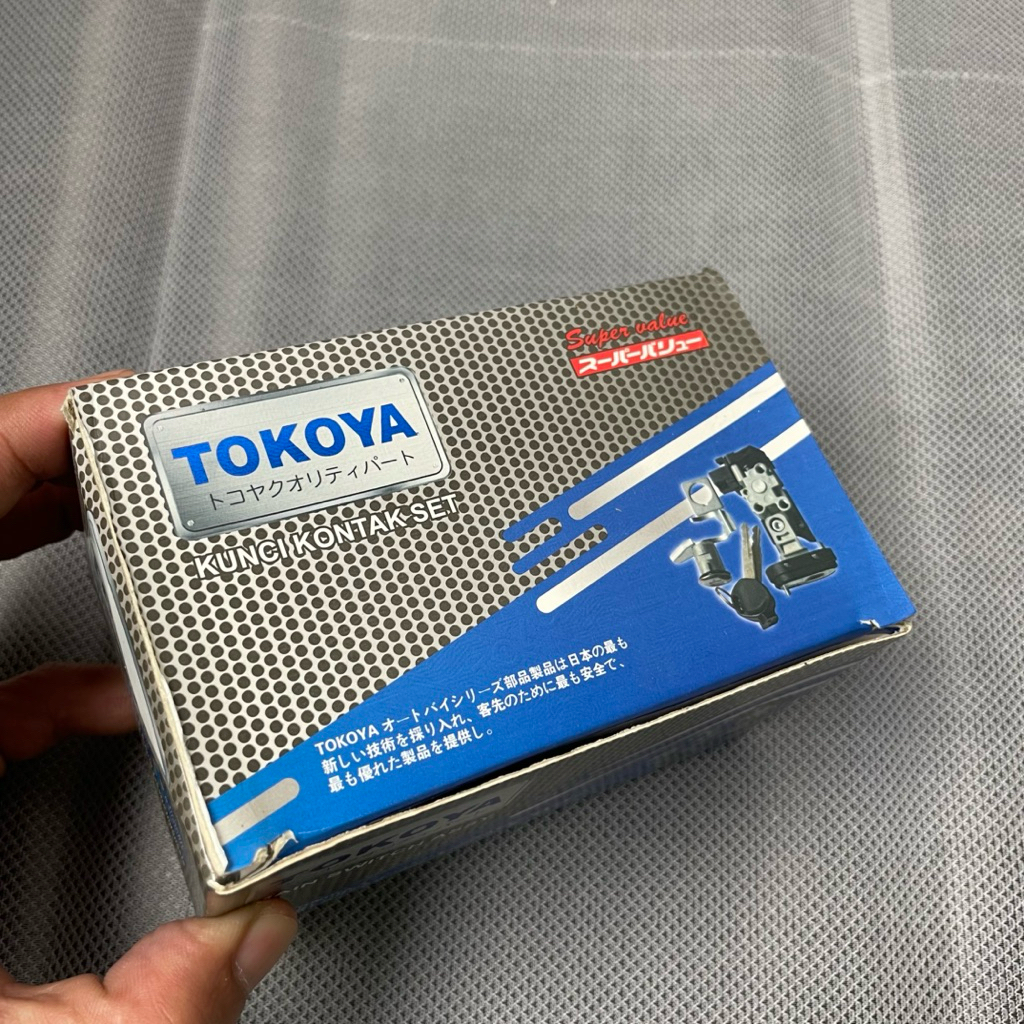 Super value
スーパーバリュー
TOKOYA
トコヤクオリティパート
KUNCI KONTAK SET
TOKOYA オートバイシリーズ部品製品は日本の最も
新しい技術を採り入れ、客先のために最も安全で、
最も優れた製品を提供し。
TOKOYA